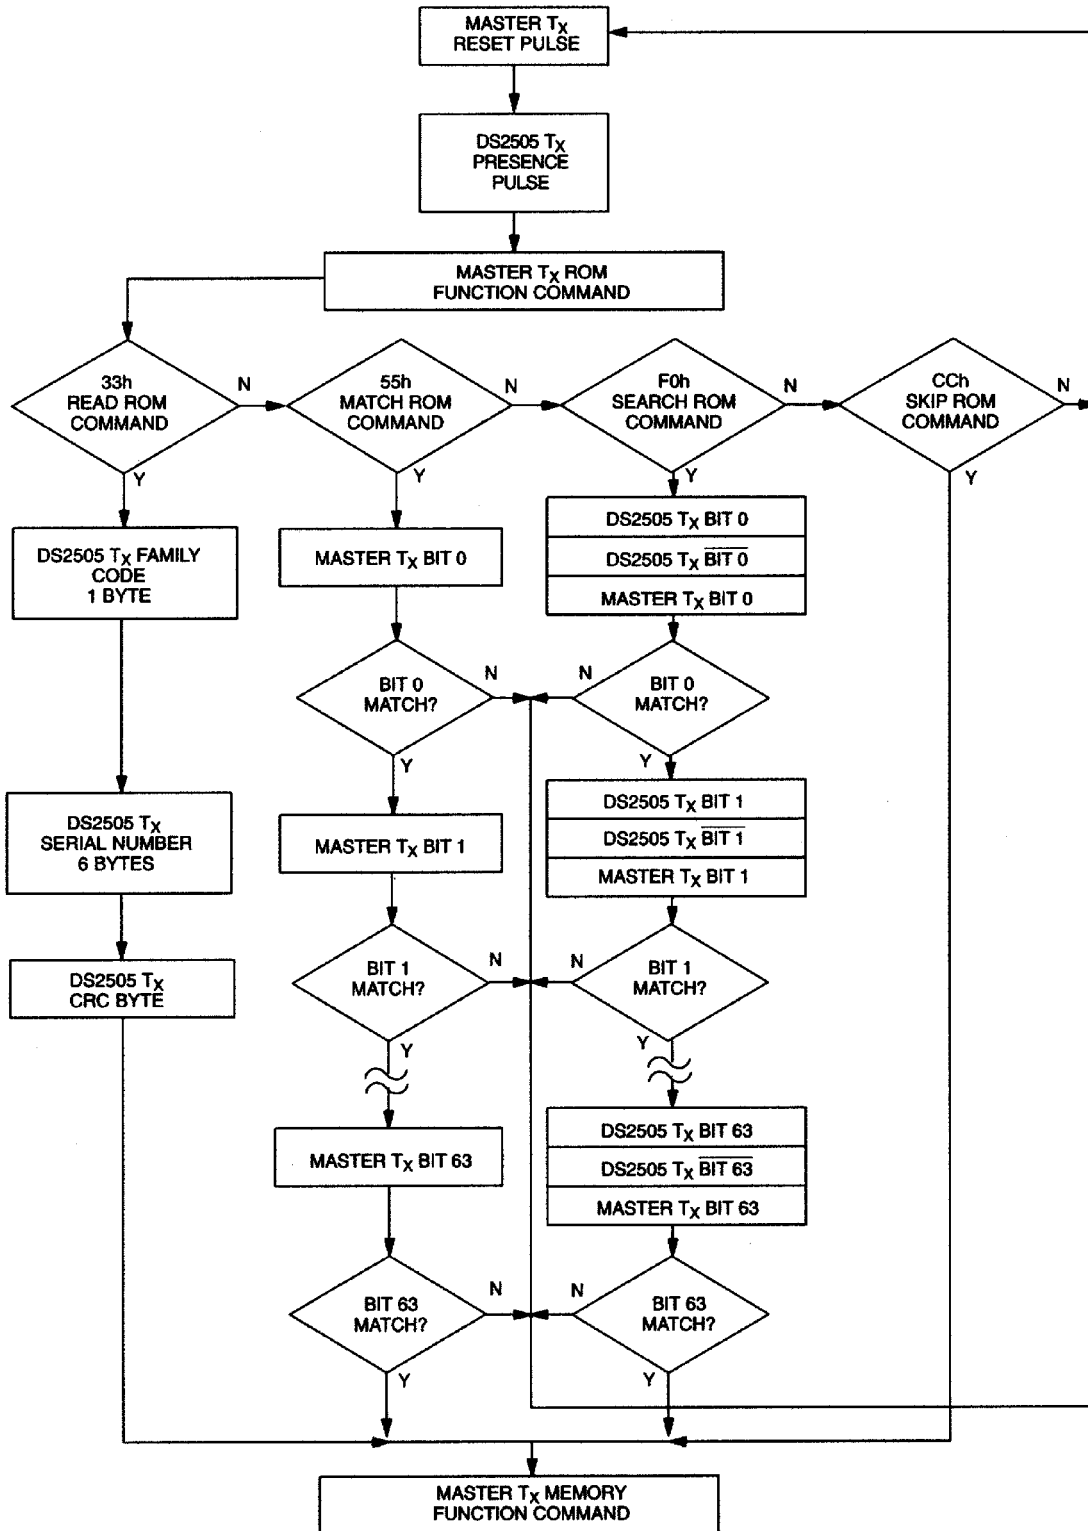 MASTER TX
RESET PULSE
DS2505 TX
PRESENCE
PULSE
MASTER TX ROM
FUNCTION COMMAND
33h
READ ROM
COMMAND
N
Y
55h
MATCH ROM
COMMAND
N
Y
F0h
SEARCH ROM
COMMAND
N
Y
CCh
SKIP ROM
COMMAND
N
Y
DS2505 TX FAMILY
CODE
1 BYTE
DS2505 TX
SERIAL NUMBER
6 BYTES
DS2505 TX
CRC BYTE
MASTER TX BIT 0
BIT 0
MATCH?
N
Y
MASTER TX BIT 1
BIT 1
MATCH?
N
Y
MASTER TX BIT 63
BIT 63
MATCH?
N
Y
DS2505 TX BIT 0
DS2505 TX B̅I̅T̅ ̅0̅
MASTER TX BIT 0
BIT 0
MATCH?
N
Y
DS2505 TX BIT 1
DS2505 TX B̅I̅T̅ ̅1̅
MASTER TX BIT 1
BIT 1
MATCH?
N
Y
DS2505 TX BIT 63
DS2505 TX B̅I̅T̅ ̅6̅3̅
MASTER TX BIT 63
BIT 63
MATCH?
N
Y
MASTER TX MEMORY
FUNCTION COMMAND